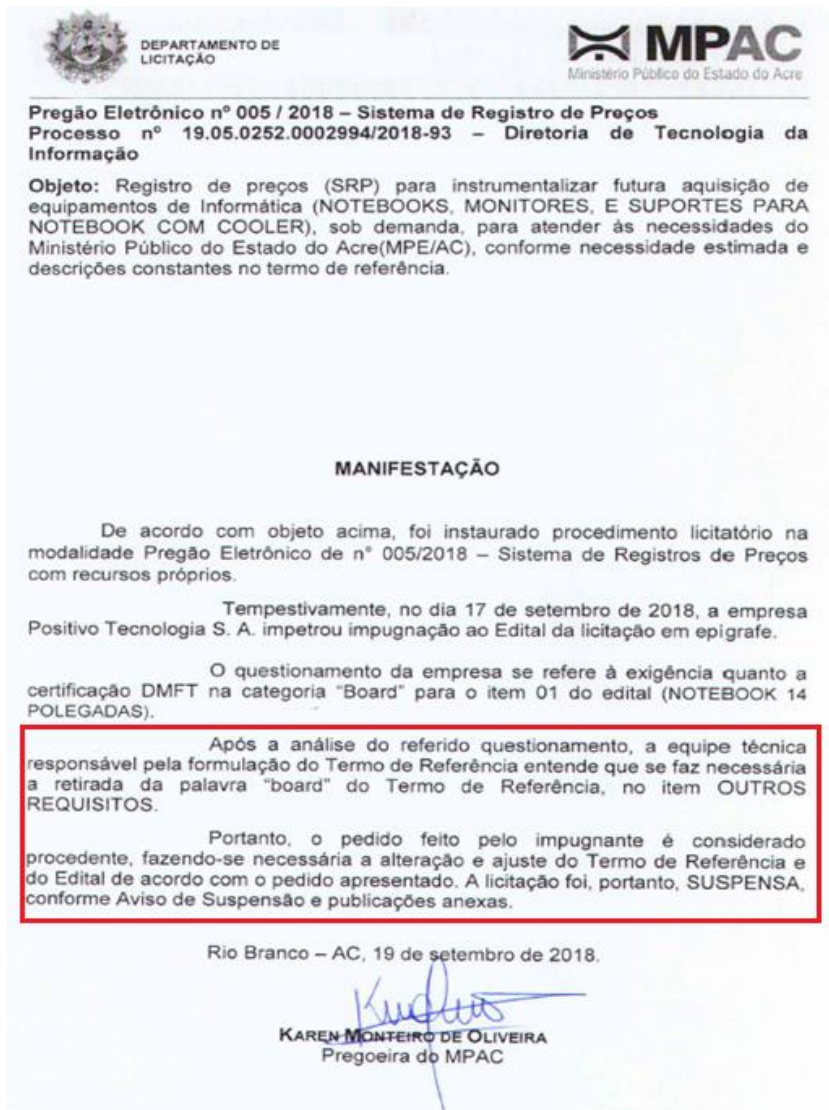 DEPARTAMENTO DE
LICITAÇÃO
MPAC
Ministério Público do Estado do Acre
Pregão Eletrônico nº 005 / 2018 – Sistema de Registro de Preços
Processo nº 19.05.0252.0002994/2018-93 – Diretoria de Tecnologia da
Informação
Objeto: Registro de preços (SRP) para instrumentalizar futura aquisição de
equipamentos de Informática (NOTEBOOKS, MONITORES, E SUPORTES PARA
NOTEBOOK COM COOLER), sob demanda, para atender às necessidades do
Ministério Público do Estado do Acre(MPE/AC), conforme necessidade estimada e
descrições constantes no termo de referência.
MANIFESTAÇÃO
De acordo com objeto acima, foi instaurado procedimento licitatório na
modalidade Pregão Eletrônico de n° 005/2018 – Sistema de Registros de Preços
com recursos próprios.
Tempestivamente, no dia 17 de setembro de 2018, a empresa
Positivo Tecnologia S. A. impetrou impugnação ao Edital da licitação em epigrafe.
O questionamento da empresa se refere à exigência quanto a
certificação DMFT na categoria “Board” para o item 01 do edital (NOTEBOOK 14
POLEGADAS).
Após a análise do referido questionamento, a equipe técnica
responsável pela formulação do Termo de Referência entende que se faz necessária
a retirada da palavra “board” do Termo de Referência, no item OUTROS
REQUISITOS.
Portanto, o pedido feito pelo impugnante é considerado
procedente, fazendo-se necessária a alteração e ajuste do Termo de Referência e
do Edital de acordo com o pedido apresentado. A licitação foi, portanto, SUSPENSA,
conforme Aviso de Suspensão e publicações anexas.
Rio Branco – AC, 19 de setembro de 2018.
KAREN MONTEIRO DE OLIVEIRA
Pregoeira do MPAC